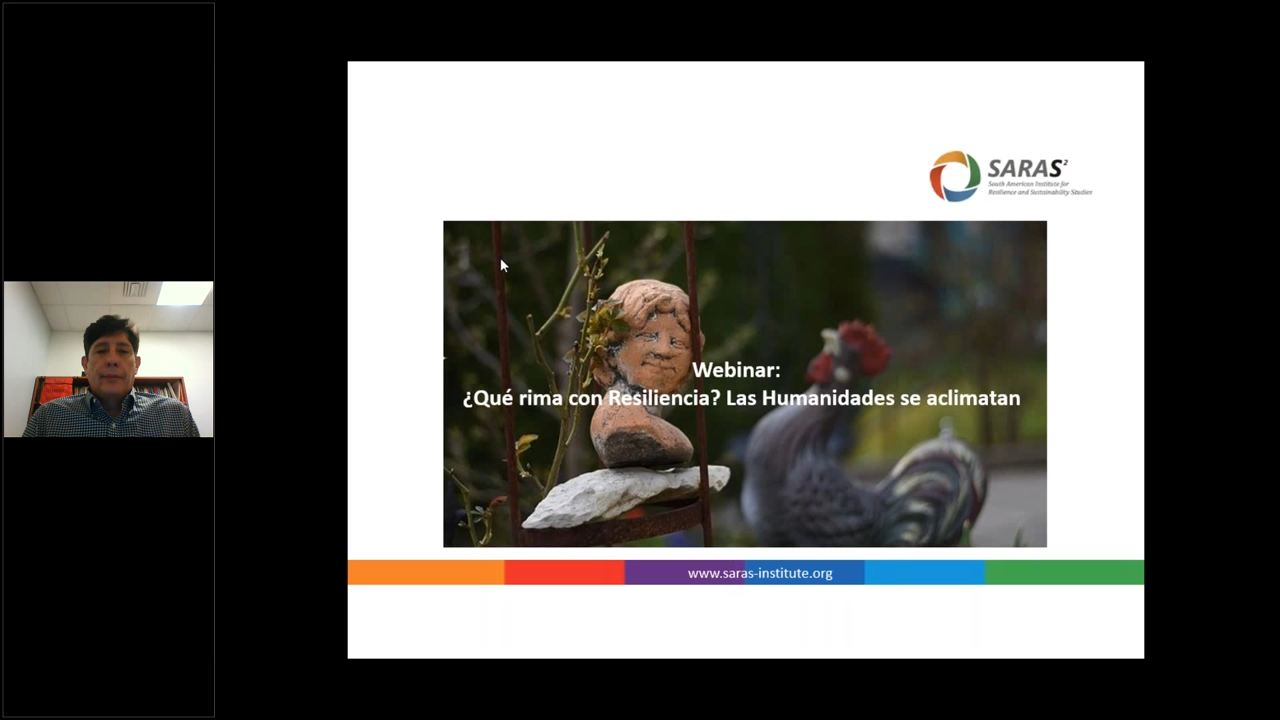 SARAS²
South American Institute for
Resilience and Sustainability Studies
Webinar:
¿Qué rima con Resiliencia? Las Humanidades se aclimatan
www.saras-institute.org